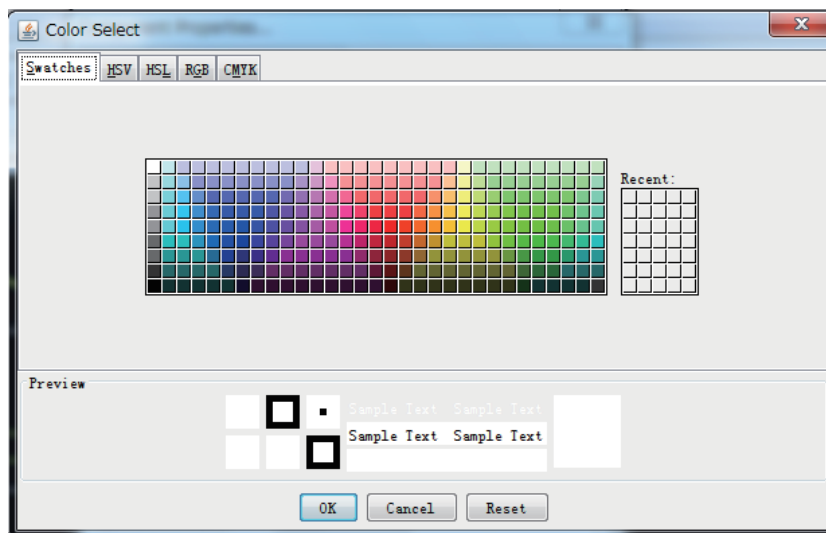 Color Select
Swatches HSV HSL RGB CMYK
Recent:
Preview
Sample Text Sample Text
Sample Text Sample Text
OK Cancel Reset